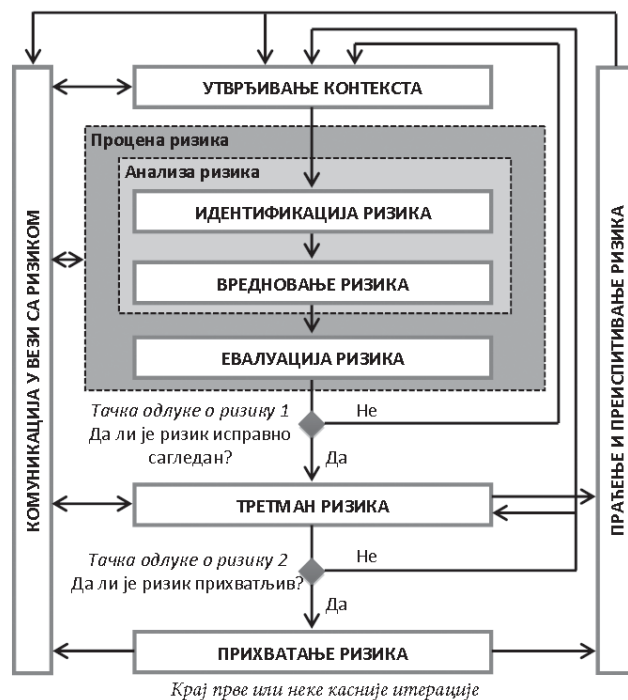 УТВРЂИВАЊЕ КОНТЕКСТА
Процена ризика
Анализа ризика
ИДЕНТИФИКАЦИЈА РИЗИКА
ВРЕДНОВАЊЕ РИЗИКА
ЕВАЛУАЦИЈА РИЗИКА
КОМУНИКАЦИЈА У ВЕЗИ СА РИЗИКОМ
ПРАЂЕЊЕ И ПРЕИСПИТИВАЊЕ РИЗИКА
Тачка одлуке о ризику 1
Не
Да ли је ризик исправно
сагледан?
Да
ТРЕТМАН РИЗИКА
Тачка одлуке о ризику 2
Не
Да ли је ризик прихватљив?
Да
ПРИХВАТАЊЕ РИЗИКА
Крај прве или неке касније итерације